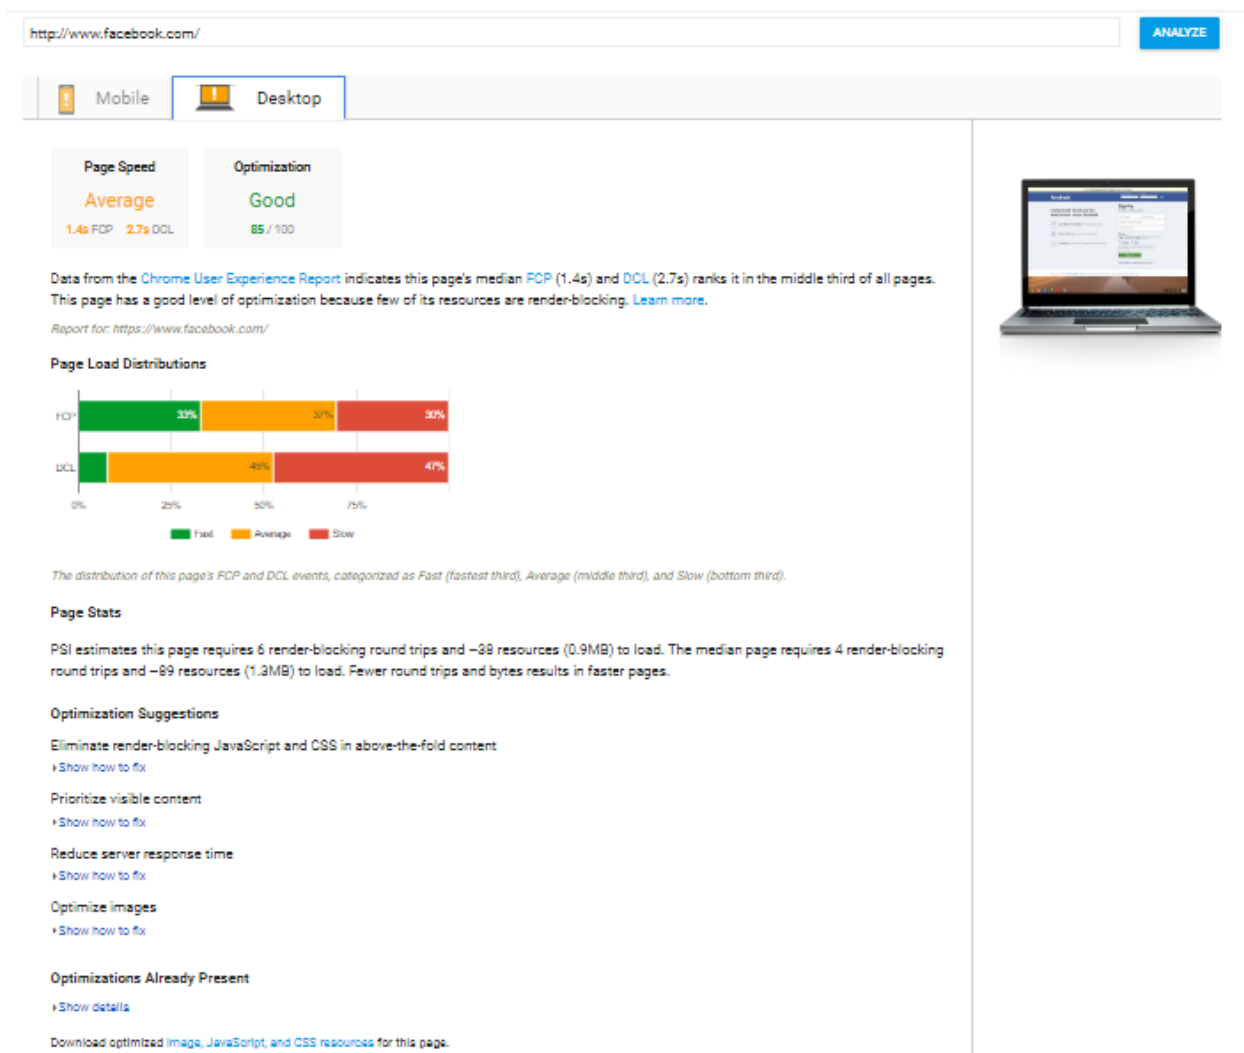 http://www.facebook.com/
ANALYZE
Mobile
Desktop
Page Speed
Average
1.4s FCP 2.7s DCL
Optimization
Good
85 / 100
Data from the Chrome User Experience Report indicates this page's median FCP (1.4s) and DCL (2.7s) ranks it in the middle third of all pages.
This page has a good level of optimization because few of its resources are render-blocking. Learn more.
Report for: https://www.facebook.com/
Page Load Distributions
FCP 33% 37% 30%
DCL 45% 47%
0% 25% 50% 75%
Fast Average Slow
The distribution of this page's FCP and DCL events, categorized as Fast (fastest third), Average (middle third), and Slow (bottom third).
Page Stats
PSI estimates this page requires 6 render-blocking round trips and ~38 resources (0.9MB) to load. The median page requires 4 render-blocking
round trips and ~89 resources (1.3MB) to load. Fewer round trips and bytes results in faster pages.
Optimization Suggestions
Eliminate render-blocking JavaScript and CSS in above-the-fold content
Show how to fix
Prioritize visible content
Show how to fix
Reduce server response time
Show how to fix
Optimize images
Show how to fix
Optimizations Already Present
Show details
Download optimized image, JavaScript, and CSS resources for this page.